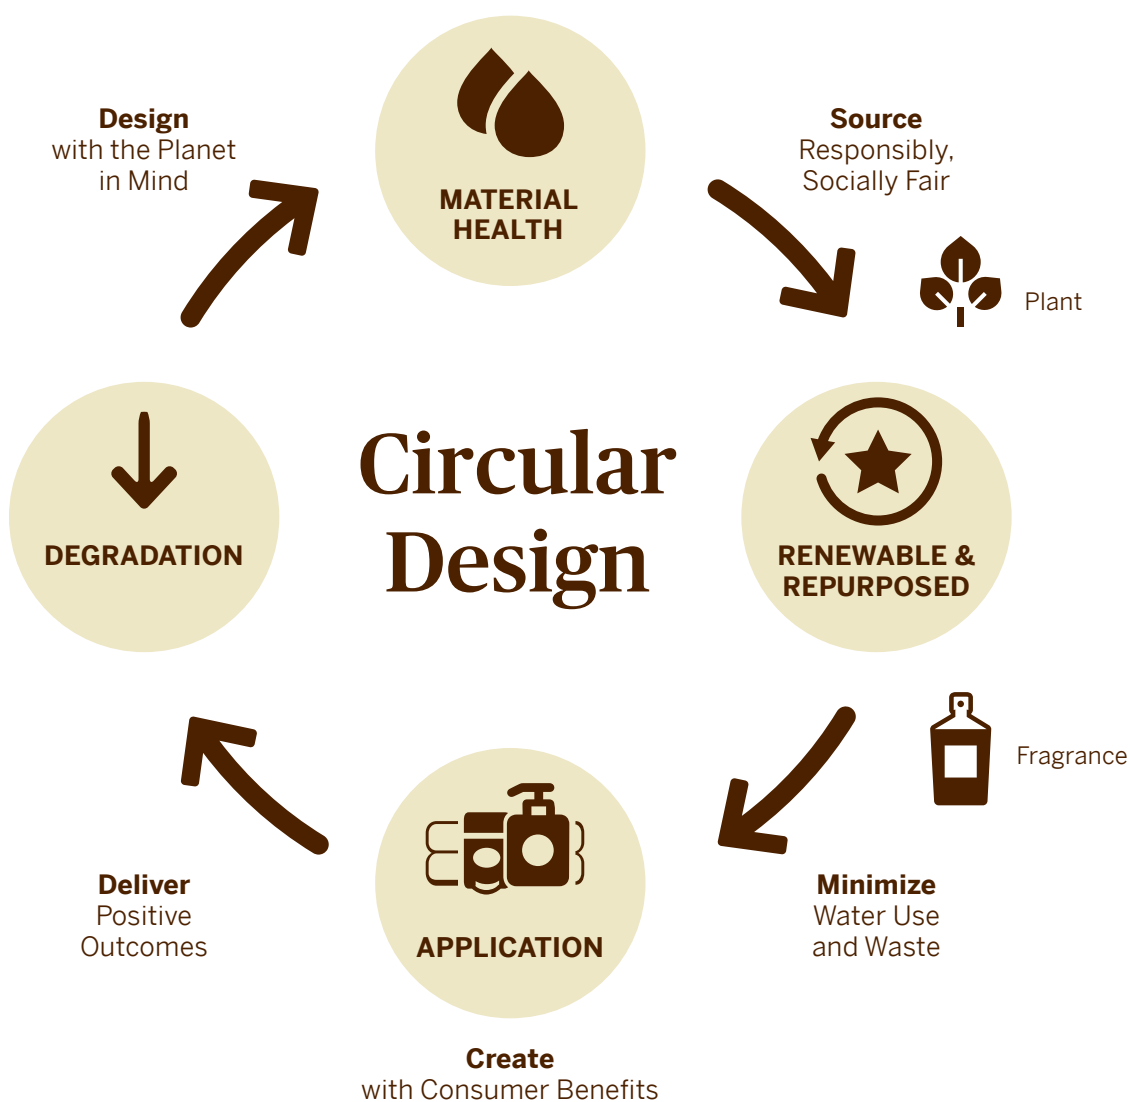 Design
with the Planet
in Mind
MATERIAL
HEALTH
Source
Responsibly,
Socially Fair
Plant
DEGRADATION
Circular
Design
RENEWABLE &
REPURPOSED
Fragrance
Deliver
Positive
Outcomes
APPLICATION
Minimize
Water Use
and Waste
Create
with Consumer Benefits